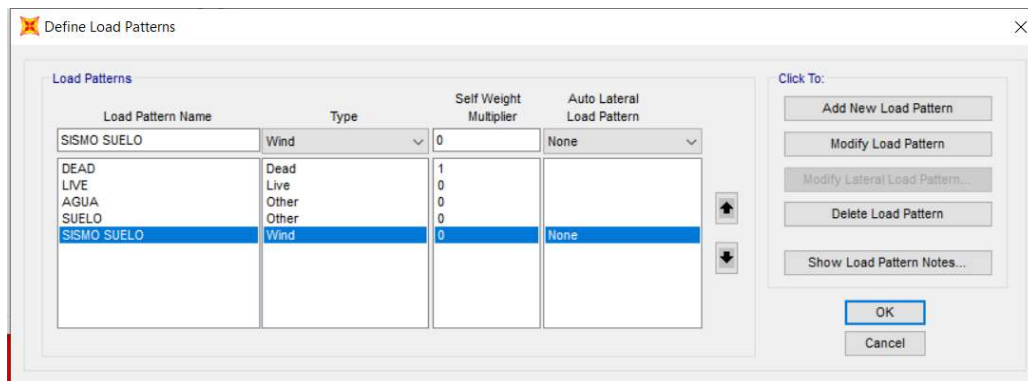 Define Load Patterns
Load Patterns
Click To:
Load Pattern Name Type Self Weight Multiplier Auto Lateral Load Pattern
SISMO SUELO Wind 0 None
DEAD Dead 1
LIVE Live 0
AGUA Other 0
SUELO Other 0
SISMO SUELO Wind 0 None
Add New Load Pattern
Modify Load Pattern
Modify Lateral Load Pattern...
Delete Load Pattern
Show Load Pattern Notes...
OK
Cancel